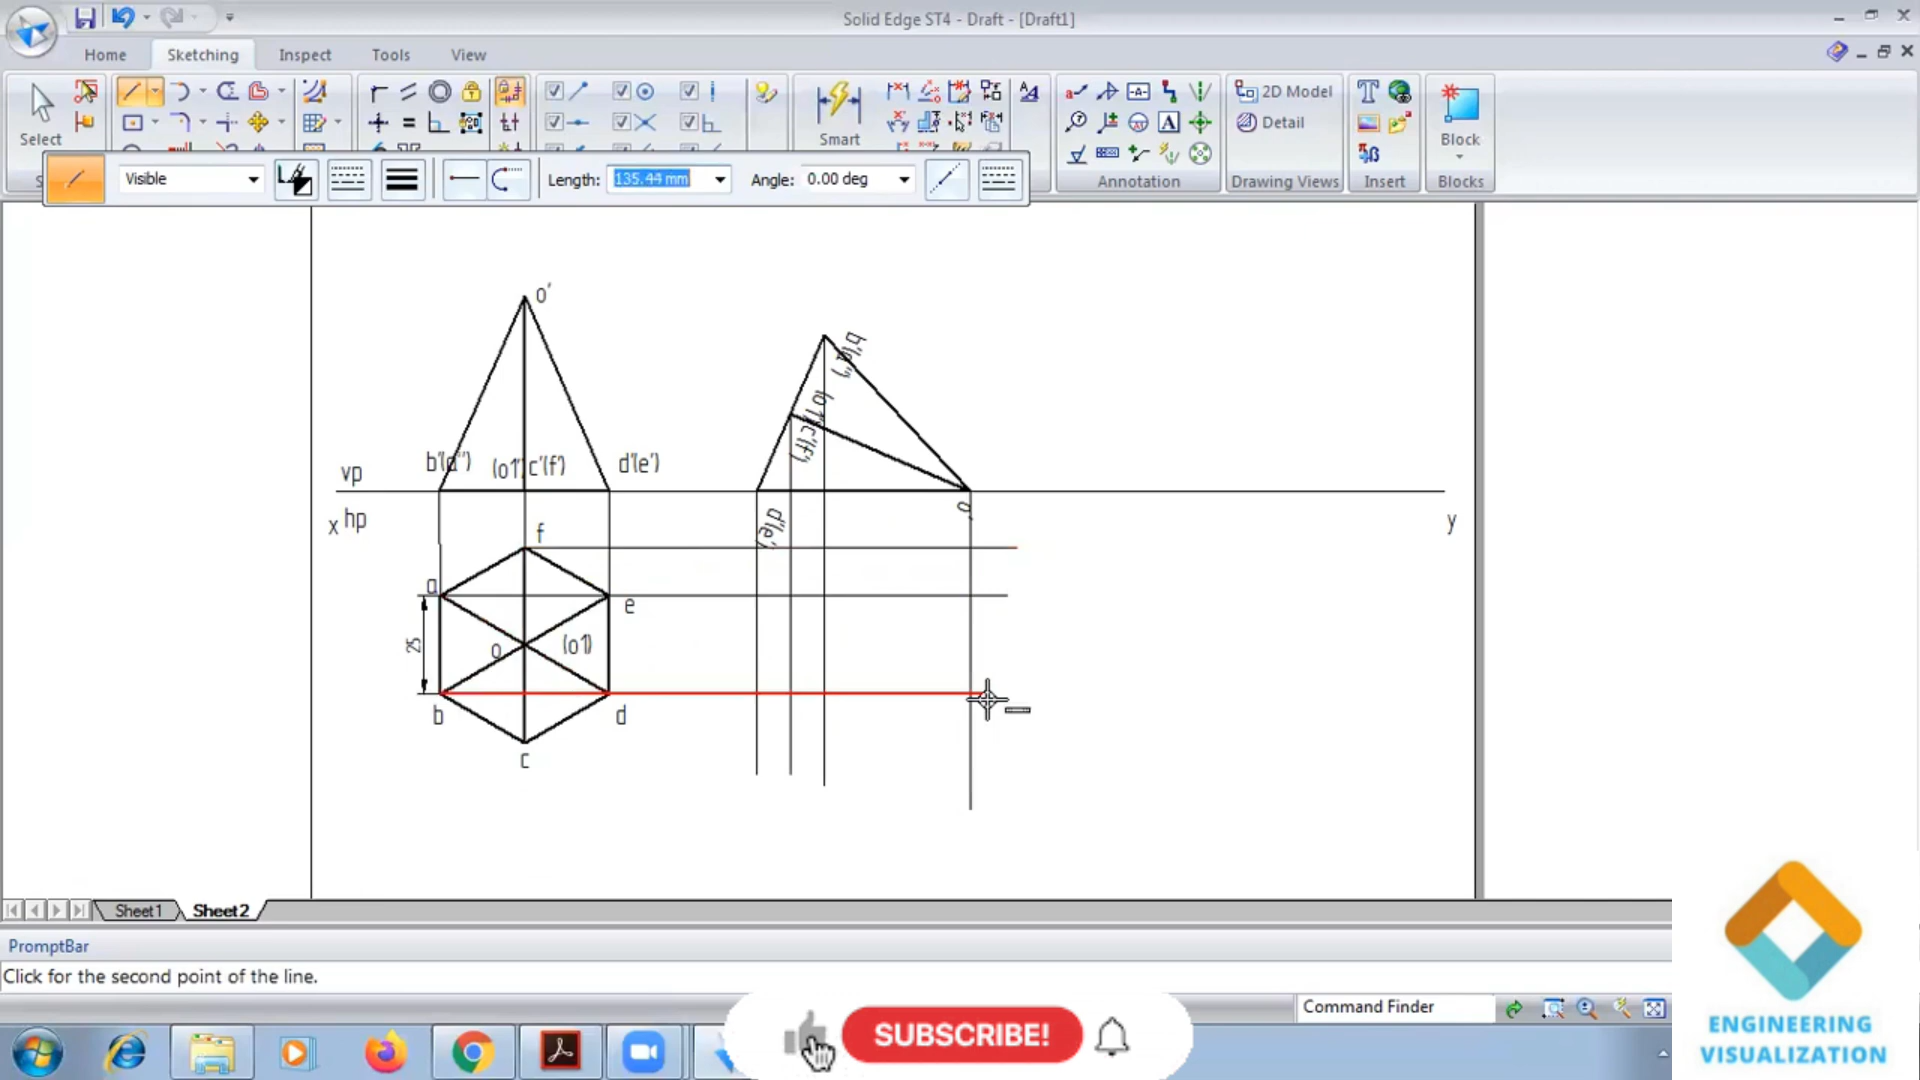 Solid Edge ST4 - Draft - [Draft1]
Home
Sketching
Inspect
Tools
View
Select
Smart
2D Model
Detail
Block
Annotation
Drawing Views
Insert
Blocks
Visible
Length:
135.44 mm
Angle:
0.00 deg
o'
b'(a')
(o1')
c'(f')
d'(e')
vp
x
hp
y
b'(a')
(o1')
c'(f')
d'(e')
o'
f
a
e
25
o
(o1)
b
d
c
Sheet1
Sheet2
PromptBar
Click for the second point of the line.
Command Finder
SUBSCRIBE!
ENGINEERING
VISUALIZATION